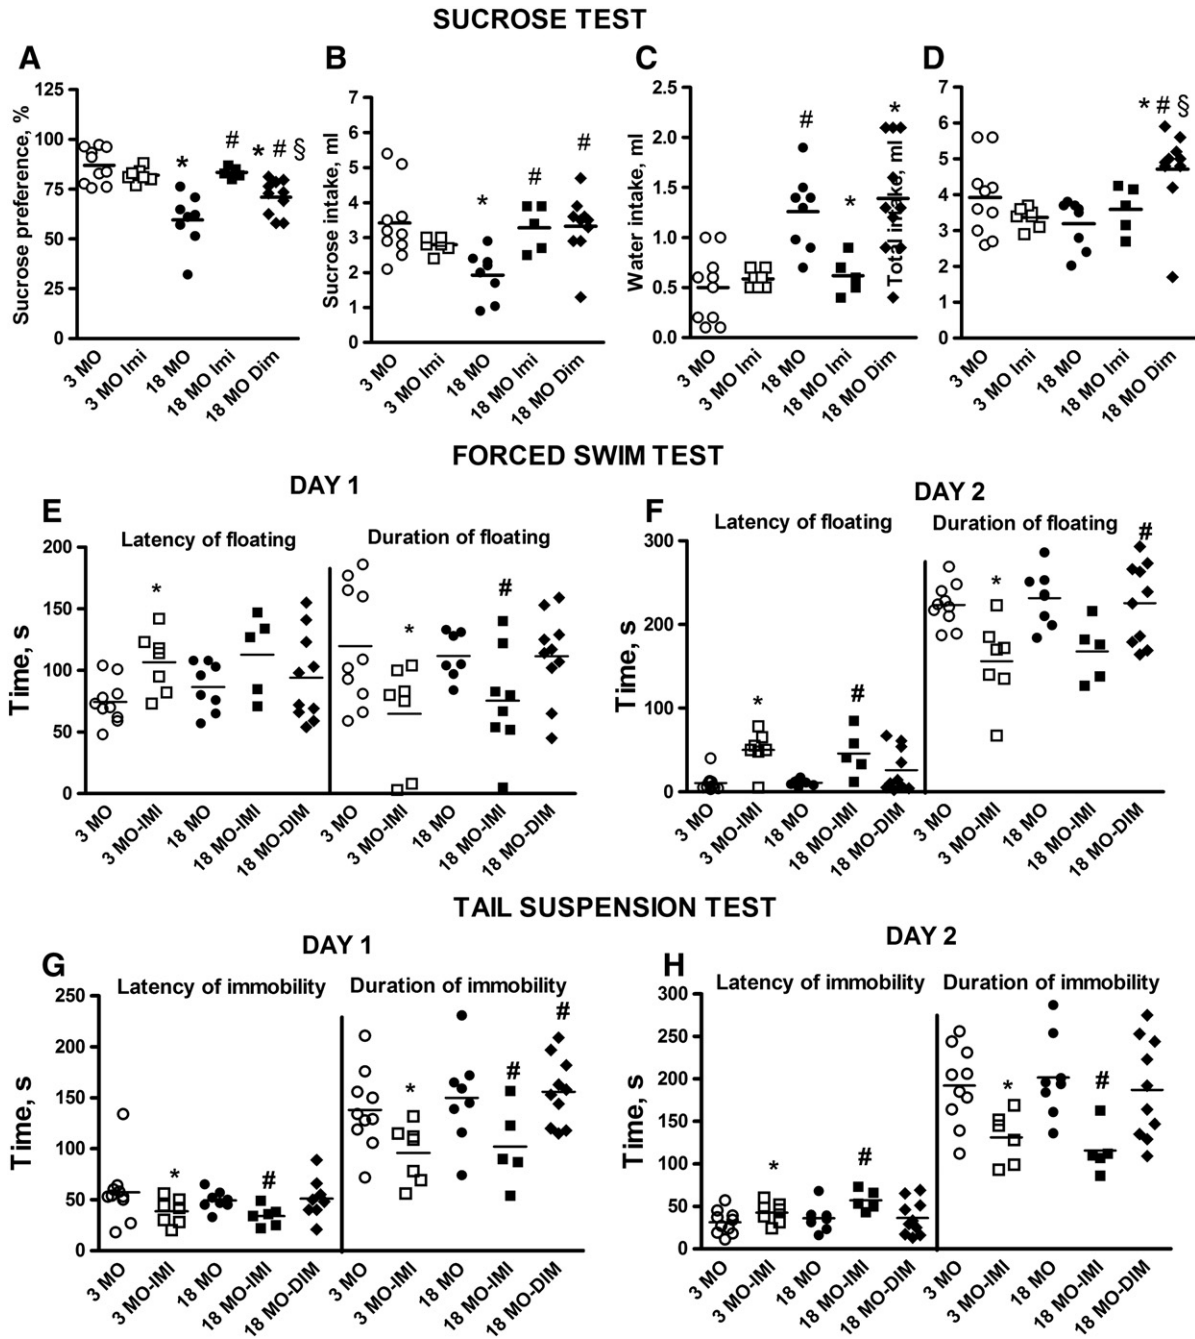 SUCROSE TEST
A
B
C
D
Sucrose preference, %
125
100
75
50
25
0
*
#
* # §
3 MO
3 MO Imi
18 MO
18 MO Imi
18 MO Dim
Sucrose intake, ml
7
6
5
4
3
2
1
0
*
#
#
3 MO
3 MO Imi
18 MO
18 MO Imi
18 MO Dim
Water intake, ml
2.5
2.0
1.5
1.0
0.5
0.0
#
*
*
3 MO
3 MO Imi
18 MO
18 MO Imi
18 MO Dim
Total intake, ml
7
6
5
4
3
2
1
0
* # §
3 MO
3 MO Imi
18 MO
18 MO Imi
18 MO Dim
FORCED SWIM TEST
DAY 1
DAY 2
E
Latency of floating
Duration of floating
Time, s
200
150
100
50
0
*
*
#
3 MO
3 MO-IMI
18 MO
18 MO-IMI
18 MO-DIM
3 MO
3 MO-IMI
18 MO
18 MO-IMI
18 MO-DIM
F
Latency of floating
Duration of floating
Time, s
300
200
100
0
*
#
*
#
3 MO
3 MO-IMI
18 MO
18 MO-IMI
18 MO-DIM
3 MO
3 MO-IMI
18 MO
18 MO-IMI
18 MO-DIM
TAIL SUSPENSION TEST
DAY 1
DAY 2
G
Latency of immobility
Duration of immobility
Time, s
250
200
150
100
50
0
*
#
*
#
#
3 MO
3 MO-IMI
18 MO
18 MO-IMI
18 MO-DIM
3 MO
3 MO-IMI
18 MO
18 MO-IMI
18 MO-DIM
H
Latency of immobility
Duration of immobility
Time, s
300
250
200
150
100
50
0
*
#
*
#
3 MO
3 MO-IMI
18 MO
18 MO-IMI
18 MO-DIM
3 MO
3 MO-IMI
18 MO
18 MO-IMI
18 MO-DIM